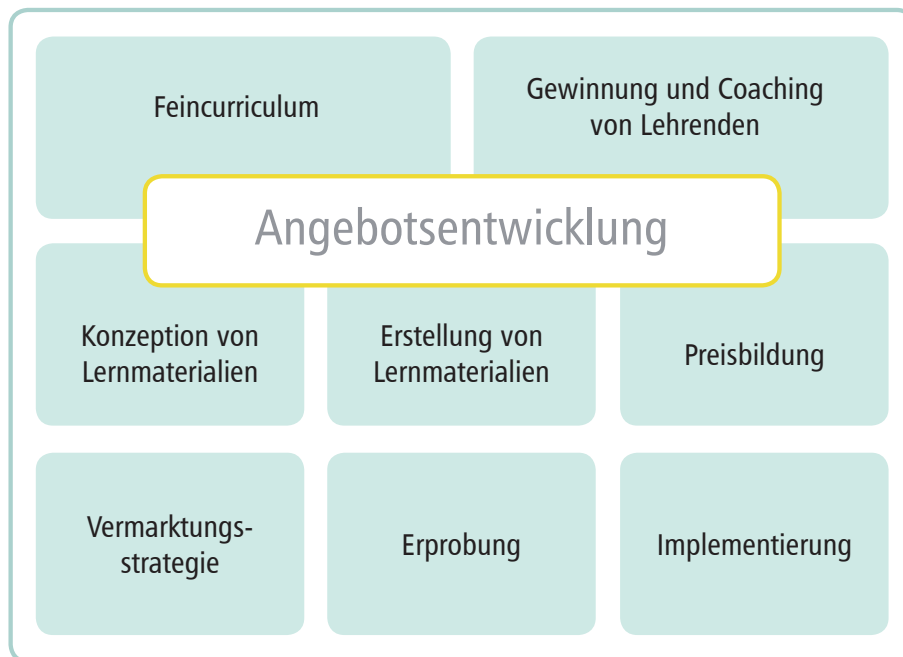 Feincurriculum
Gewinnung und Coaching
von Lehrenden
Angebotsentwicklung
Konzeption von
Lernmaterialien
Erstellung von
Lernmaterialien
Preisbildung
Vermarktungs-
strategie
Erprobung
Implementierung